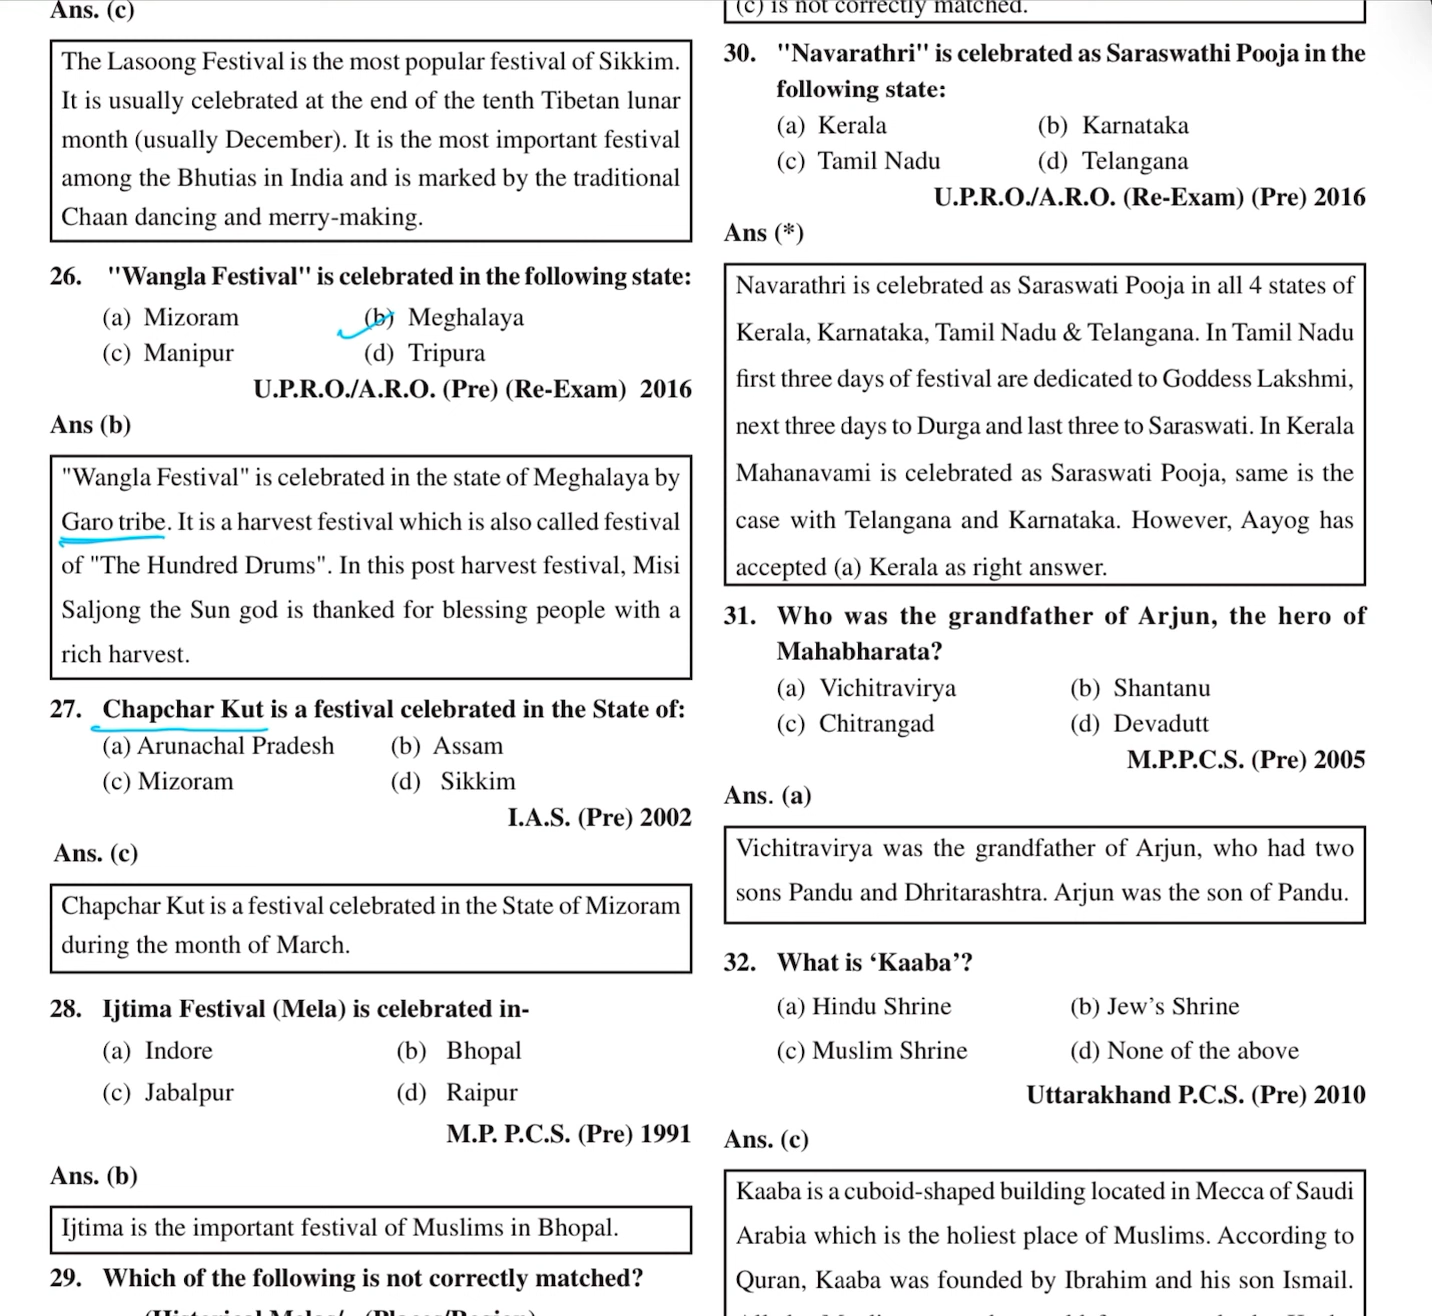 Ans. (c)
The Lasoong Festival is the most popular festival of Sikkim.
It is usually celebrated at the end of the tenth Tibetan lunar
month (usually December). It is the most important festival
among the Bhutias in India and is marked by the traditional
Chaan dancing and merry-making.
26. "Wangla Festival" is celebrated in the following state:
(a) Mizoram (b) Meghalaya
(c) Manipur (d) Tripura
U.P.R.O./A.R.O. (Pre) (Re-Exam) 2016
Ans (b)
"Wangla Festival" is celebrated in the state of Meghalaya by
Garo tribe. It is a harvest festival which is also called festival
of "The Hundred Drums". In this post harvest festival, Misi
Saljong the Sun god is thanked for blessing people with a
rich harvest.
27. Chapchar Kut is a festival celebrated in the State of:
(a) Arunachal Pradesh (b) Assam
(c) Mizoram (d) Sikkim
I.A.S. (Pre) 2002
Ans. (c)
Chapchar Kut is a festival celebrated in the State of Mizoram
during the month of March.
28. Ijtima Festival (Mela) is celebrated in-
(a) Indore (b) Bhopal
(c) Jabalpur (d) Raipur
M.P. P.C.S. (Pre) 1991
Ans. (b)
Ijtima is the important festival of Muslims in Bhopal.
29. Which of the following is not correctly matched?
(c) is not correctly matched.
30. "Navarathri" is celebrated as Saraswathi Pooja in the
following state:
(a) Kerala (b) Karnataka
(c) Tamil Nadu (d) Telangana
U.P.R.O./A.R.O. (Re-Exam) (Pre) 2016
Ans (*)
Navarathri is celebrated as Saraswati Pooja in all 4 states of
Kerala, Karnataka, Tamil Nadu & Telangana. In Tamil Nadu
first three days of festival are dedicated to Goddess Lakshmi,
next three days to Durga and last three to Saraswati. In Kerala
Mahanavami is celebrated as Saraswati Pooja, same is the
case with Telangana and Karnataka. However, Aayog has
accepted (a) Kerala as right answer.
31. Who was the grandfather of Arjun, the hero of
Mahabharata?
(a) Vichitravirya (b) Shantanu
(c) Chitrangad (d) Devadutt
M.P.P.C.S. (Pre) 2005
Ans. (a)
Vichitravirya was the grandfather of Arjun, who had two
sons Pandu and Dhritarashtra. Arjun was the son of Pandu.
32. What is ‘Kaaba’?
(a) Hindu Shrine (b) Jew’s Shrine
(c) Muslim Shrine (d) None of the above
Uttarakhand P.C.S. (Pre) 2010
Ans. (c)
Kaaba is a cuboid-shaped building located in Mecca of Saudi
Arabia which is the holiest place of Muslims. According to
Quran, Kaaba was founded by Ibrahim and his son Ismail.